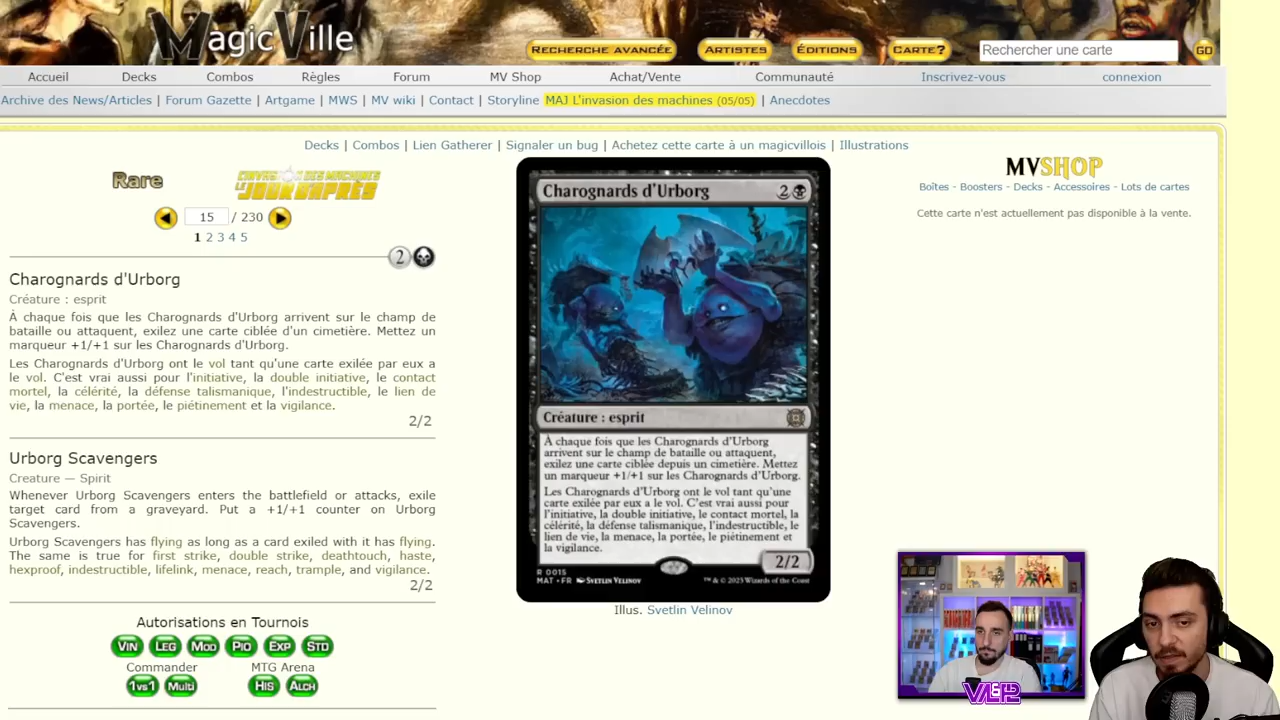 MagicVille
RECHERCHE AVANCÉE ARTISTES ÉDITIONS CARTE? Rechercher une carte GO
Accueil Decks Combos Règles Forum MV Shop Achat/Vente Communauté Inscrivez-vous connexion
Archive des News/Articles | Forum Gazette | Artgame | MWS | MV wiki | Contact | Storyline MAJ L'invasion des machines (05/05) | Anecdotes
Decks | Combos | Lien Gatherer | Signaler un bug | Achetez cette carte à un magicvillois | Illustrations
Rare
15 / 230
1 2 3 4 5
2
Charognards d'Urborg
Créature : esprit
À chaque fois que les Charognards d'Urborg arrivent sur le champ de
bataille ou attaquent, exilez une carte ciblée d'un cimetière. Mettez un
marqueur +1/+1 sur les Charognards d'Urborg.
Les Charognards d'Urborg ont le vol tant qu'une carte exilée par eux a
le vol. C'est vrai aussi pour l'initiative, la double initiative, le contact
mortel, la célérité, la défense talismanique, l'indestructible, le lien de
vie, la menace, la portée, le piétinement et la vigilance.
2/2
Urborg Scavengers
Creature — Spirit
Whenever Urborg Scavengers enters the battlefield or attacks, exile
target card from a graveyard. Put a +1/+1 counter on Urborg
Scavengers.
Urborg Scavengers has flying as long as a card exiled with it has flying.
The same is true for first strike, double strike, deathtouch, haste,
hexproof, indestructible, lifelink, menace, reach, trample, and vigilance.
2/2
Autorisations en Tournois
VIN LEG MOD PIO EXP STD
Commander MTG Arena
1vs1 Multi HIS ALCH
Charognards d'Urborg 2
Créature : esprit
À chaque fois que les Charognards d'Urborg
arrivent sur le champ de bataille ou attaquent,
exilez une carte ciblée depuis un cimetière. Mettez
un marqueur +1/+1 sur les Charognards d'Urborg.
Les Charognards d'Urborg ont le vol tant qu'une
carte exilée par eux a le vol. C'est vrai aussi pour
l'initiative, la double initiative, le contact mortel, la
célérité, la défense talismanique, l'indestructible, le
lien de vie, la menace, la portée, le piétinement et
la vigilance.
2/2
R 0015
MAT • FR Svetlin Velinov ™ & © 2023 Wizards of the Coast
Illus. Svetlin Velinov
MVSHOP
Boîtes - Boosters - Decks - Accessoires - Lots de cartes
Cette carte n'est actuellement pas disponible à la vente.